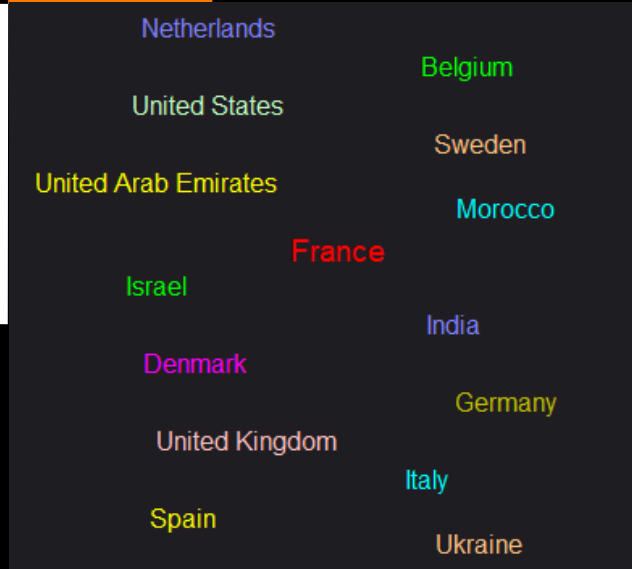 Netherlands
Belgium
United States
Sweden
United Arab Emirates
Morocco
France
Israel
India
Denmark
Germany
United Kingdom
Italy
Spain
Ukraine